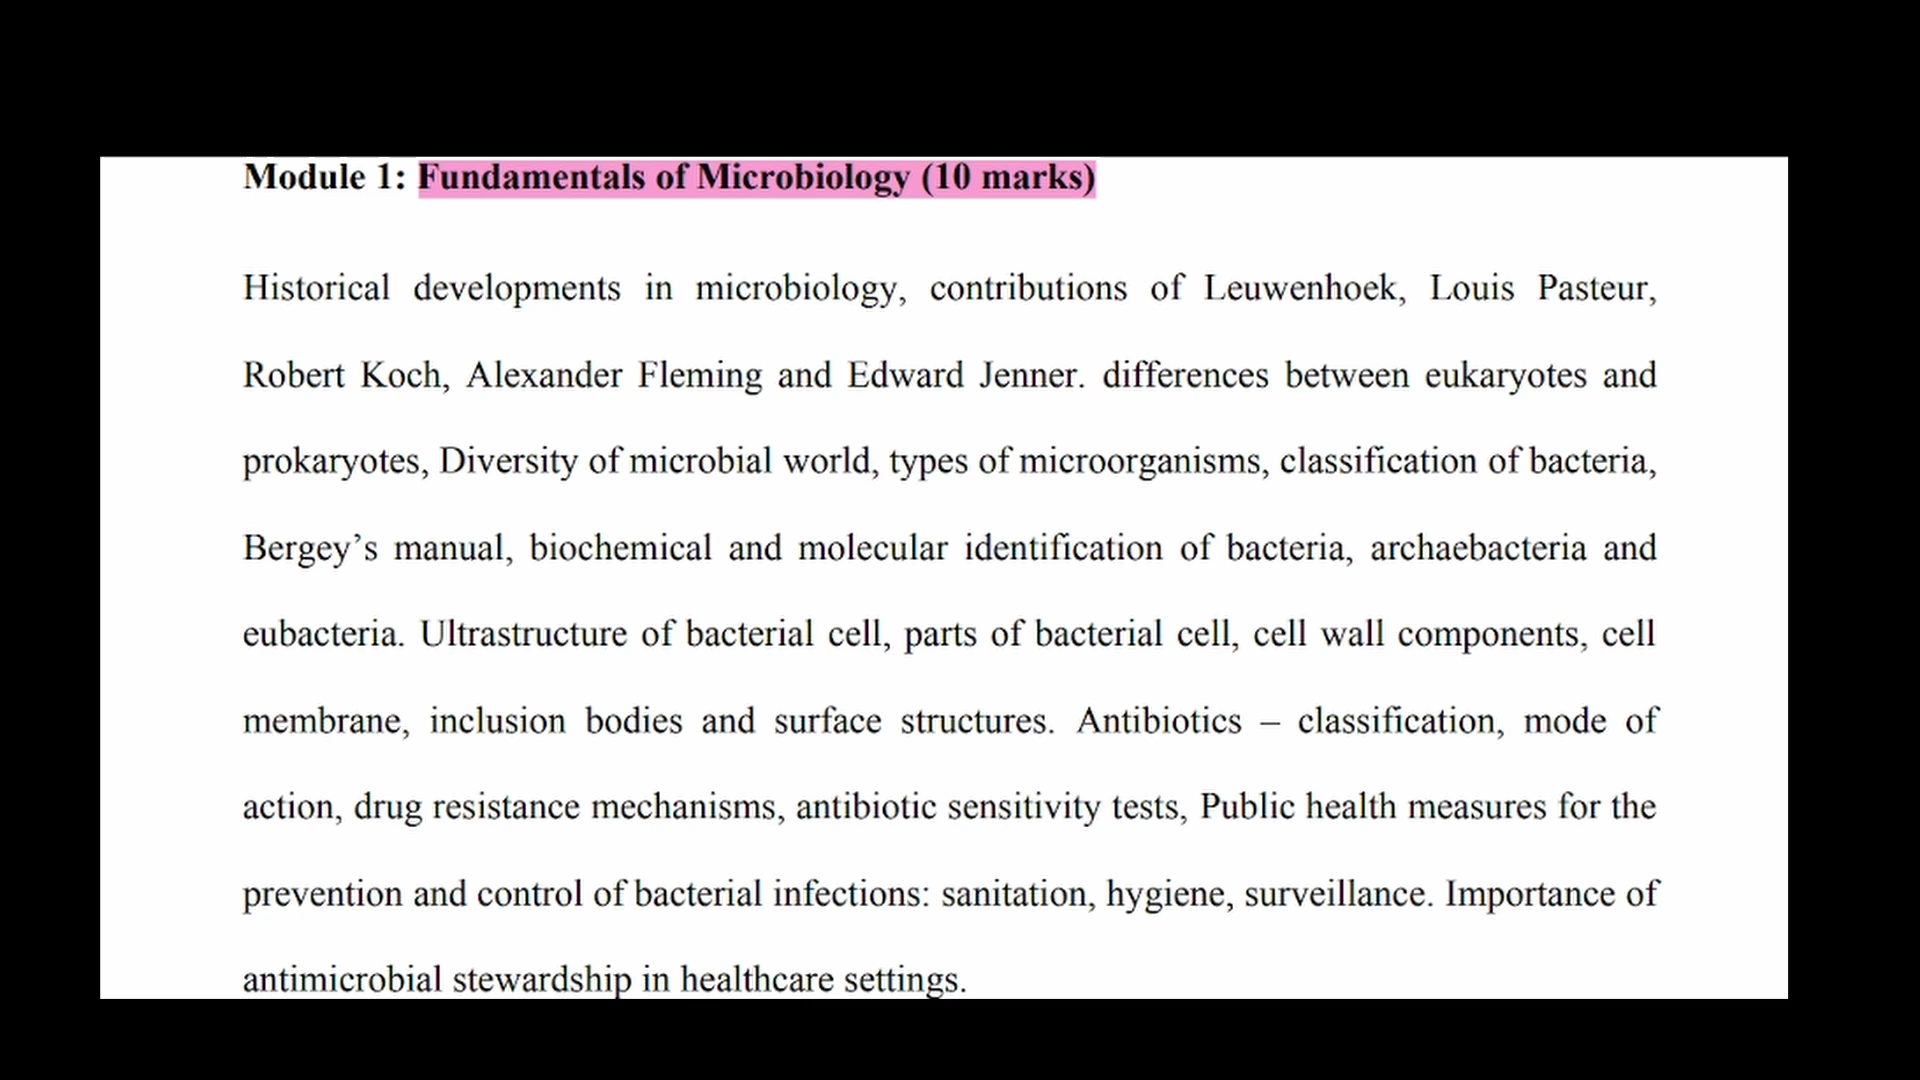 Module 1: Fundamentals of Microbiology (10 marks)
Historical developments in microbiology, contributions of Leuwenhoek, Louis Pasteur,
Robert Koch, Alexander Fleming and Edward Jenner. differences between eukaryotes and
prokaryotes, Diversity of microbial world, types of microorganisms, classification of bacteria,
Bergey’s manual, biochemical and molecular identification of bacteria, archaebacteria and
eubacteria. Ultrastructure of bacterial cell, parts of bacterial cell, cell wall components, cell
membrane, inclusion bodies and surface structures. Antibiotics – classification, mode of
action, drug resistance mechanisms, antibiotic sensitivity tests, Public health measures for the
prevention and control of bacterial infections: sanitation, hygiene, surveillance. Importance of
antimicrobial stewardship in healthcare settings.